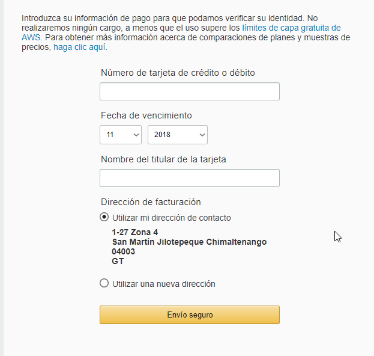 Introduzca su información de pago para que podamos verificar su identidad. No
realizaremos ningún cargo, a menos que el uso supere los límites de capa gratuita de
AWS. Para obtener más información acerca de comparaciones de planes y muestras de
precios, haga clic aquí.
Número de tarjeta de crédito o débito
Fecha de vencimiento
11 2018
Nombre del titular de la tarjeta
Dirección de facturación
Utilizar mi dirección de contacto
1-27 Zona 4
San Martin Jilotepeque Chimaltenango
04003
GT
Utilizar una nueva dirección
Envío seguro